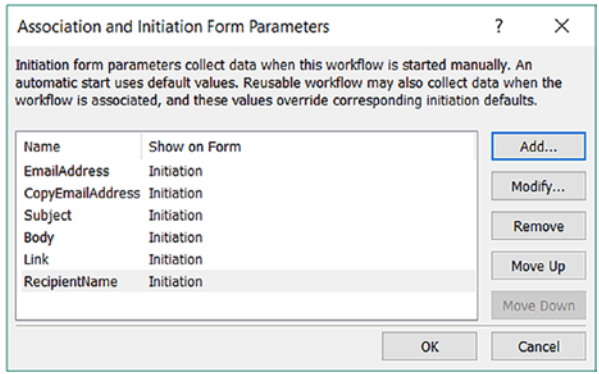 Association and Initiation Form Parameters ? ×
Initiation form parameters collect data when this workflow is started manually. An
automatic start uses default values. Reusable workflow may also collect data when the
workflow is associated, and these values override corresponding initiation defaults.
Name Show on Form
EmailAddress Initiation
CopyEmailAddress Initiation
Subject Initiation
Body Initiation
Link Initiation
RecipientName Initiation
Add...
Modify...
Remove
Move Up
Move Down
OK Cancel